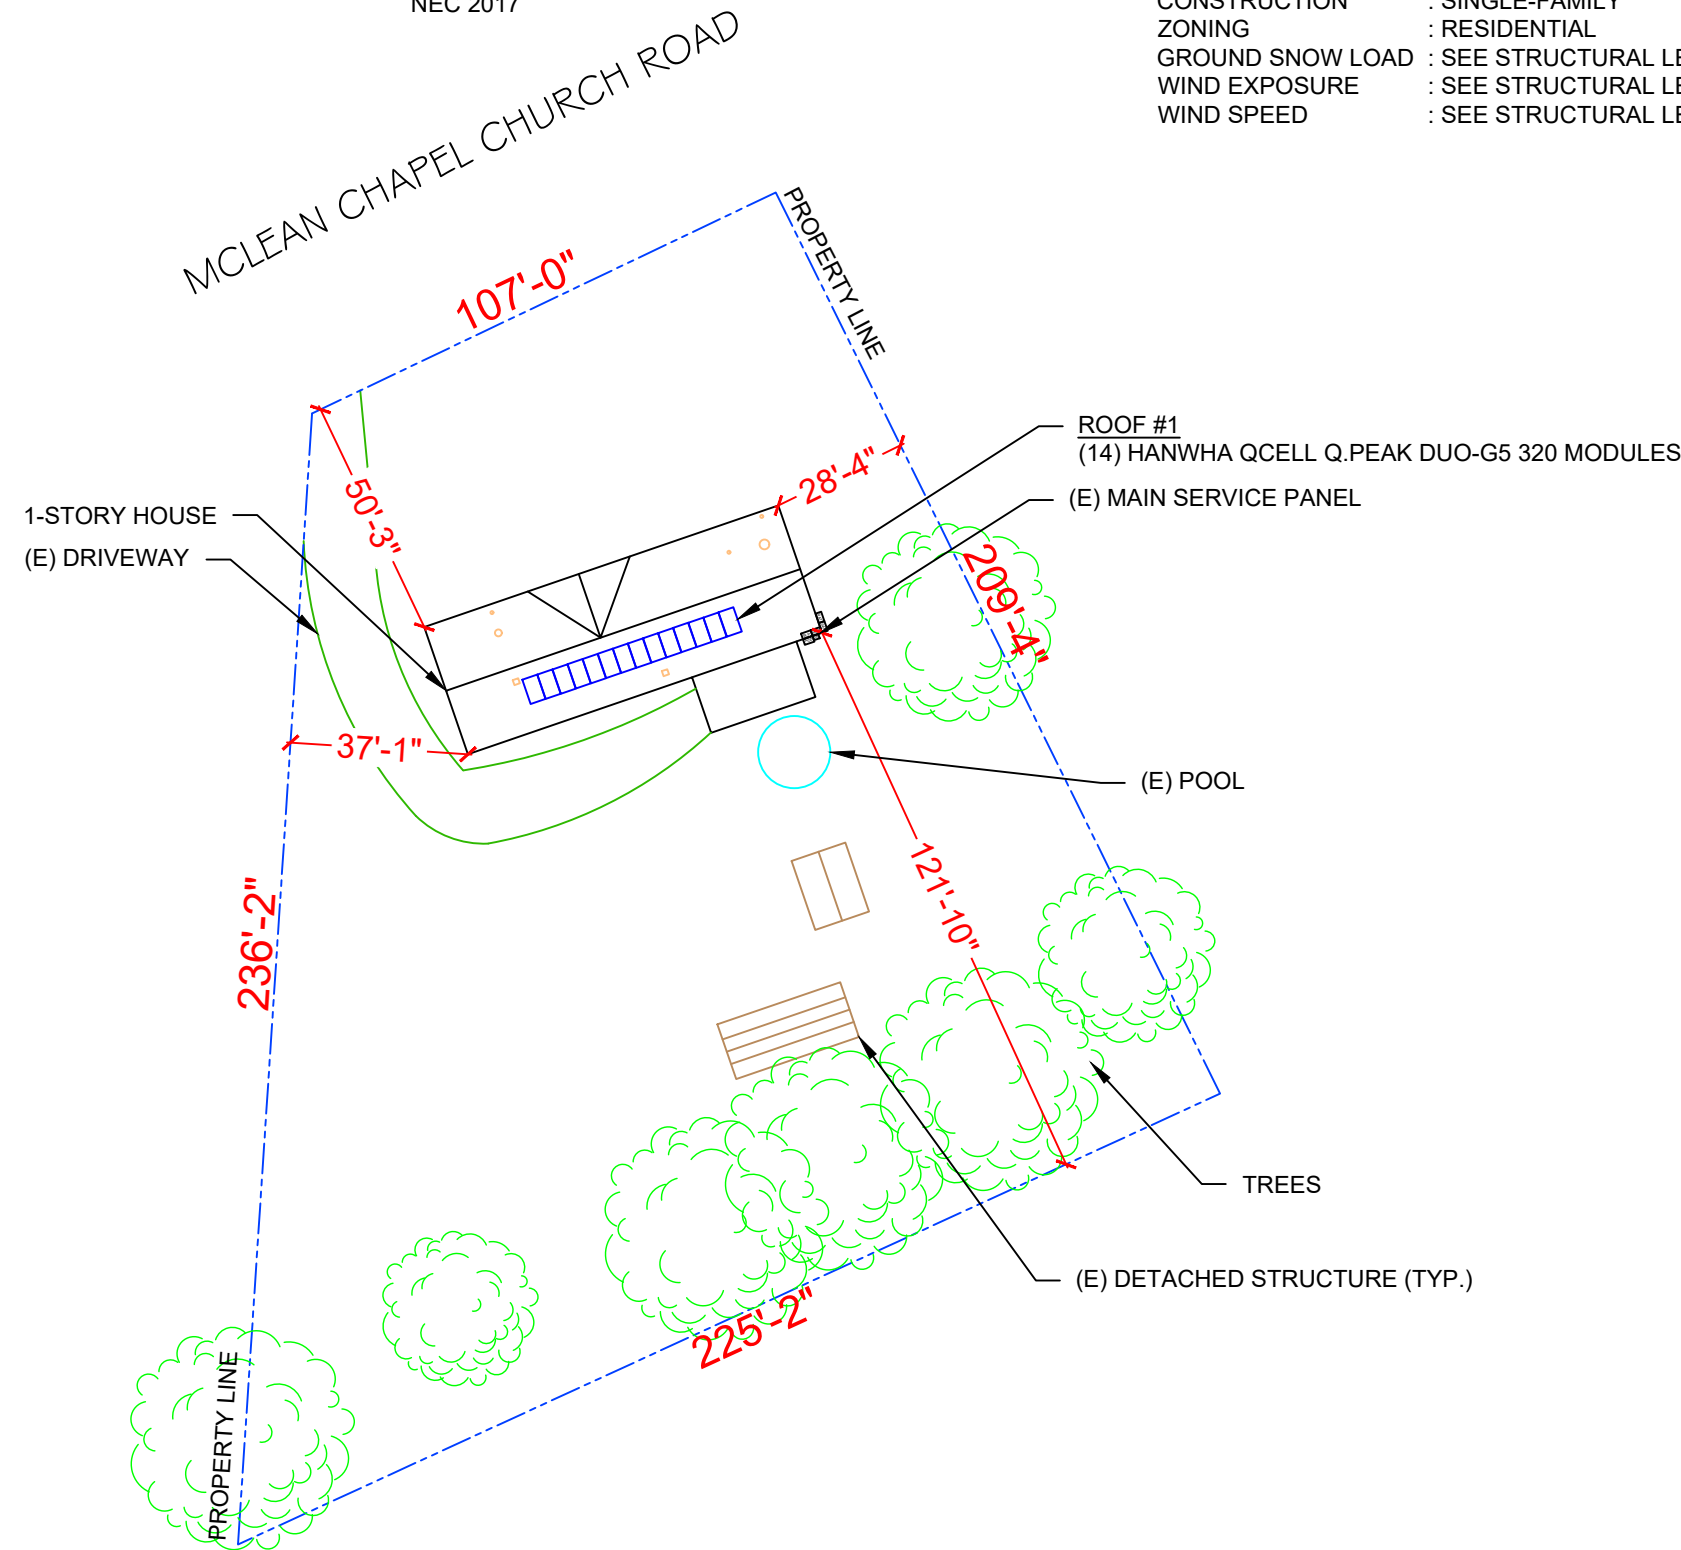 NEC 2017
CONSTRUCTION : SINGLE-FAMILY
ZONING : RESIDENTIAL
GROUND SNOW LOAD : SEE STRUCTURAL LE
WIND EXPOSURE : SEE STRUCTURAL LE
WIND SPEED : SEE STRUCTURAL LE
MCLEAN CHAPEL CHURCH ROAD
107'-0"
PROPERTY LINE
ROOF #1
(14) HANWHA QCELL Q.PEAK DUO-G5 320 MODULES
28'-4"
(E) MAIN SERVICE PANEL
50'-3"
1-STORY HOUSE
(E) DRIVEWAY
209'-4"
37'-1"
(E) POOL
121'-10"
236'-2"
TREES
(E) DETACHED STRUCTURE (TYP.)
225'-2"
PROPERTY LINE